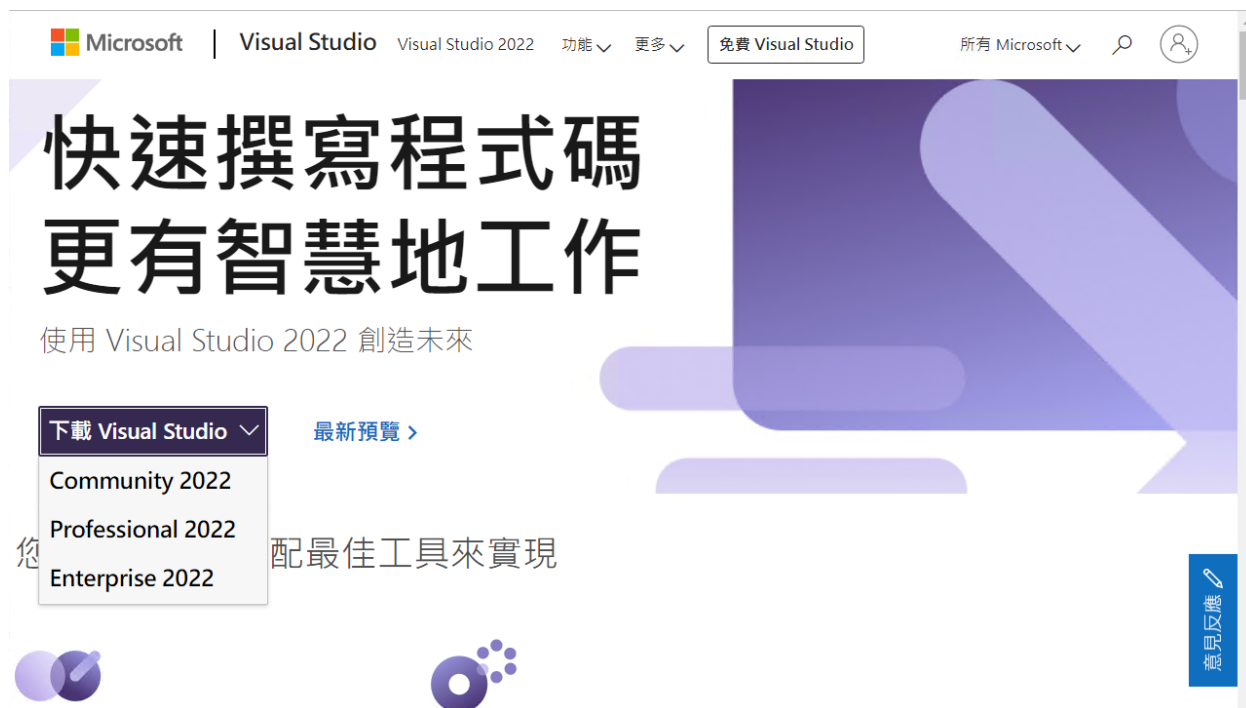 Microsoft Visual Studio Visual Studio 2022 功能 更多 免費 Visual Studio 所有 Microsoft
快速撰寫程式碼
更有智慧地工作
使用 Visual Studio 2022 創造未來
下載 Visual Studio 最新預覽
Community 2022
Professional 2022
您 配最佳工具來實現
Enterprise 2022
意見反應